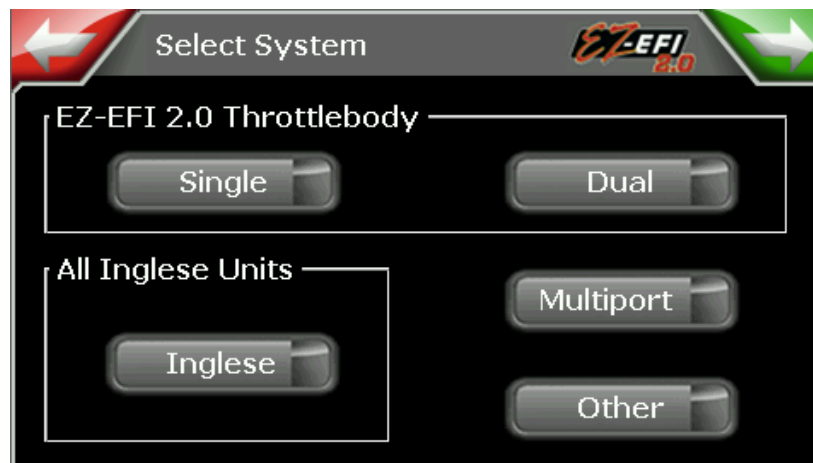 Select System
EZ-EFI
2.0
EZ-EFI 2.0 Throttlebody
Single
Dual
All Inglese Units
Multiport
Inglese
Other